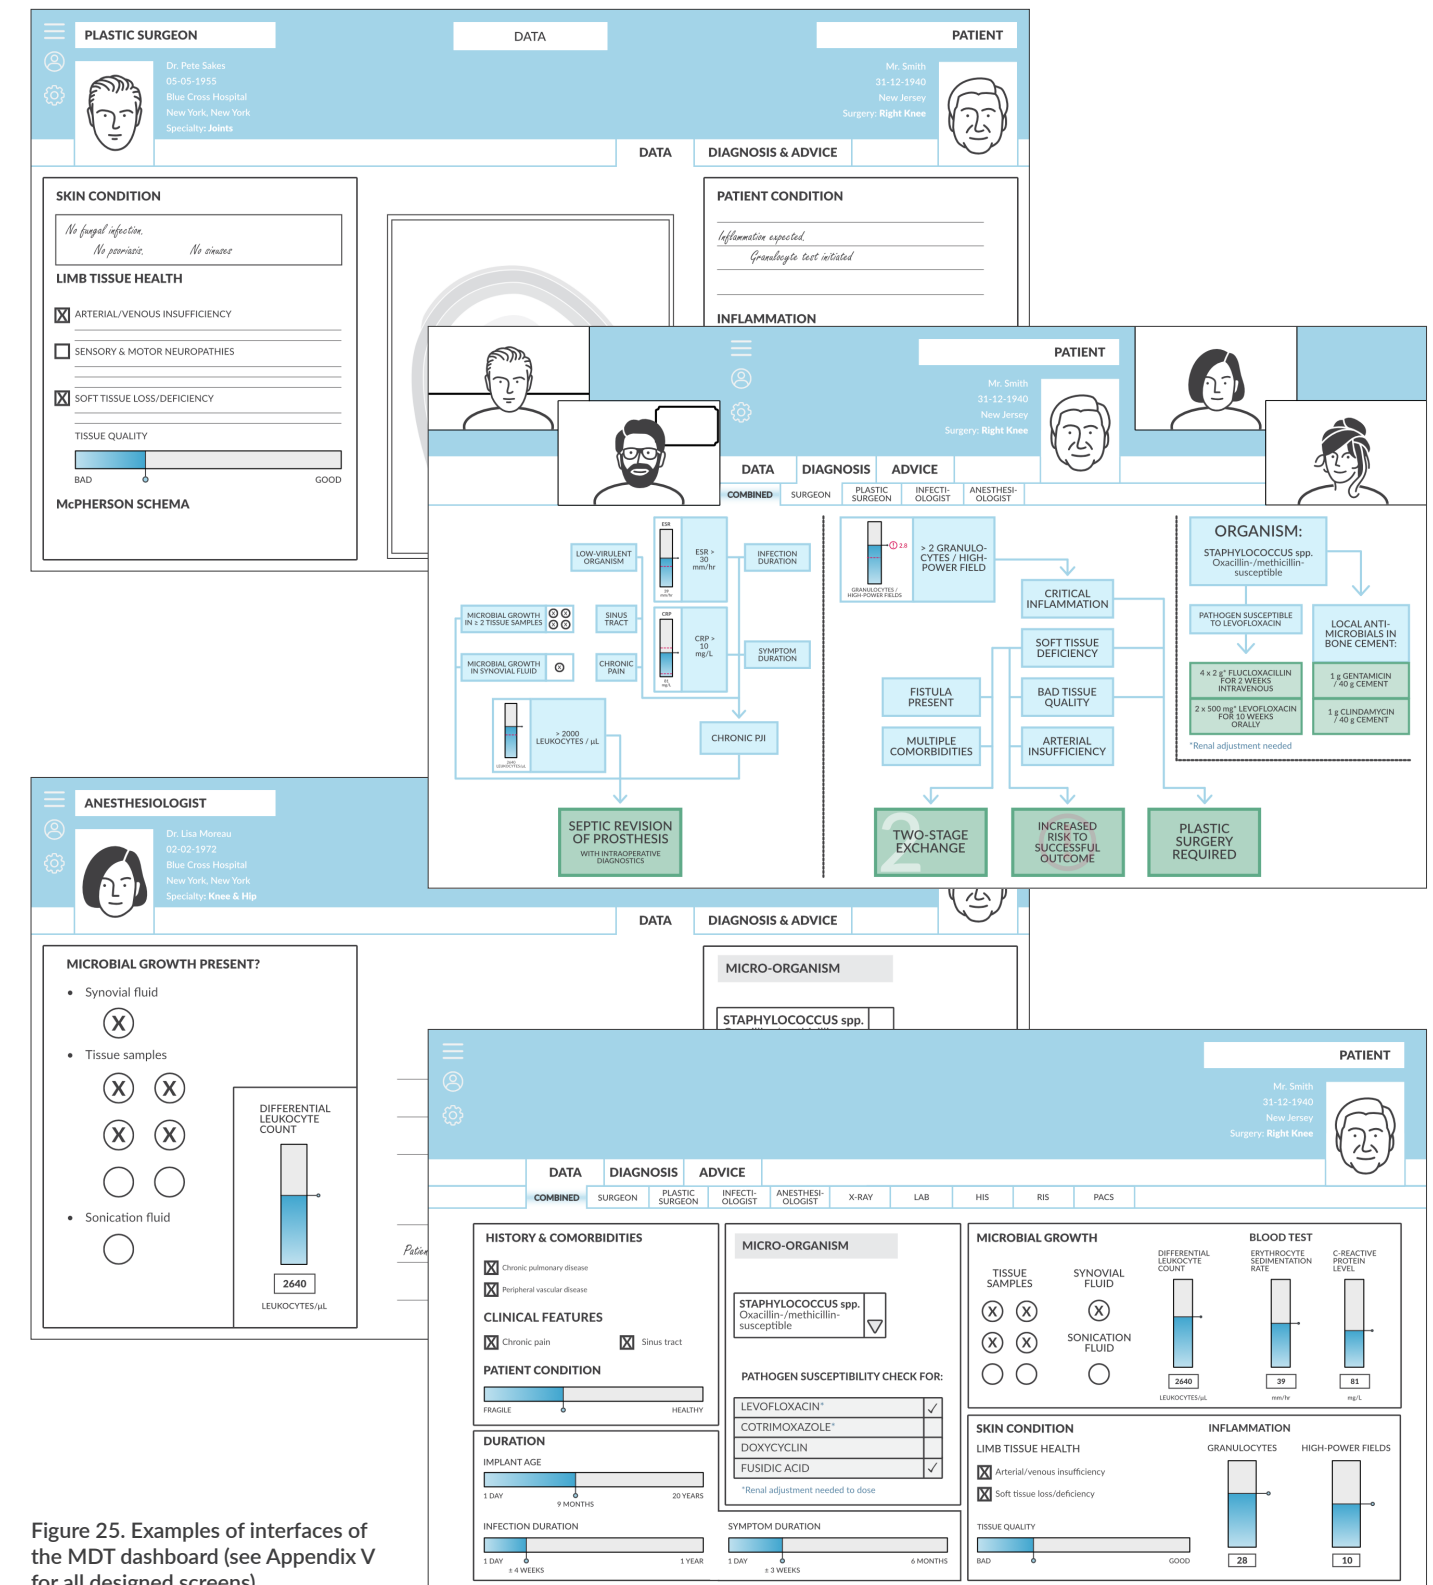 PLASTIC SURGEON
DATA
PATIENT
Dr. Pete Sakes
05-05-1955
Blue Cross Hospital
New York, New York
Specialty: Joints
Mr. Smith
31-12-1940
New Jersey
Surgery: Right Knee
DATA
DIAGNOSIS & ADVICE
SKIN CONDITION
No fungal infection.
No psoriasis. No sinuses
LIMB TISSUE HEALTH
X ARTERIAL/VENOUS INSUFFICIENCY
SENSORY & MOTOR NEUROPATHIES
X SOFT TISSUE LOSS/DEFICIENCY
TISSUE QUALITY
BAD
GOOD
McPHERSON SCHEMA
PATIENT CONDITION
Inflammation expected.
Granulocyte test initiated
INFLAMMATION
PATIENT
Mr. Smith
31-12-1940
New Jersey
Surgery: Right Knee
DATA
DIAGNOSIS
ADVICE
COMBINED
SURGEON
PLASTIC
SURGEON
INFECTI-
OLOGIST
ANESTHESI-
OLOGIST
LOW-VIRULENT
ORGANISM
ESR
39
mm/hr
ESR >
30
mm/hr
INFECTION
DURATION
MICROBIAL GROWTH
IN ≥ 2 TISSUE SAMPLES
X X
X X
SINUS
TRACT
CRP
81
mg/L
CRP >
10
mg/L
SYMPTOM
DURATION
MICROBIAL GROWTH
IN SYNOVIAL FLUID
X
CHRONIC
PAIN
2640
LEUKOCYTES/µL
> 2000
LEUKOCYTES / µL
CHRONIC PJI
SEPTIC REVISION
OF PROSTHESIS
WITH INTRAOPERATIVE
DIAGNOSTICS
2.8
GRANULOCYTES /
HIGH-POWER FIELDS
> 2 GRANULO-
CYTES / HIGH-
POWER FIELD
CRITICAL
INFLAMMATION
SOFT TISSUE
DEFICIENCY
FISTULA
PRESENT
BAD TISSUE
QUALITY
MULTIPLE
COMORBIDITIES
ARTERIAL
INSUFFICIENCY
2
TWO-STAGE
EXCHANGE
INCREASED
RISK TO
SUCCESSFUL
OUTCOME
PLASTIC
SURGERY
REQUIRED
ORGANISM:
STAPHYLOCOCCUS spp.
Oxacillin-/methicillin-
susceptible
PATHOGEN SUSCEPTIBLE
TO LEVOFLOXACIN
LOCAL ANTI-
MICROBIALS IN
BONE CEMENT:
4 x 2 g* FLUCLOXACILLIN
FOR 2 WEEKS
INTRAVENOUS
1 g GENTAMICIN
/ 40 g CEMENT
2 x 500 mg* LEVOFLOXACIN
FOR 10 WEEKS
ORALLY
1 g CLINDAMYCIN
/ 40 g CEMENT
*Renal adjustment needed
ANESTHESIOLOGIST
Dr. Lisa Moreau
02-02-1972
Blue Cross Hospital
New York, New York
Specialty: Knee & Hip
DATA
DIAGNOSIS & ADVICE
MICROBIAL GROWTH PRESENT?
• Synovial fluid
X
• Tissue samples
X X
X X
• Sonication fluid
DIFFERENTIAL
LEUKOCYTE
COUNT
2640
LEUKOCYTES/µL
Patien
MICRO-ORGANISM
STAPHYLOCOCCUS spp.
PATIENT
Mr. Smith
31-12-1940
New Jersey
Surgery: Right Knee
DATA
DIAGNOSIS
ADVICE
COMBINED
SURGEON
PLASTIC
SURGEON
INFECTI-
OLOGIST
ANESTHESI-
OLOGIST
X-RAY
LAB
HIS
RIS
PACS
HISTORY & COMORBIDITIES
X Chronic pulmonary disease
X Peripheral vascular disease
CLINICAL FEATURES
X Chronic pain
X Sinus tract
PATIENT CONDITION
FRAGILE
HEALTHY
DURATION
IMPLANT AGE
1 DAY
9 MONTHS
20 YEARS
INFECTION DURATION
1 DAY
± 4 WEEKS
1 YEAR
MICRO-ORGANISM
STAPHYLOCOCCUS spp.
Oxacillin-/methicillin-
susceptible
PATHOGEN SUSCEPTIBILITY CHECK FOR:
LEVOFLOXACIN* ✓
COTRIMOXAZOLE*
DOXYCYCLIN
FUSIDIC ACID ✓
*Renal adjustment needed to dose
SYMPTOM DURATION
1 DAY
± 3 WEEKS
6 MONTHS
MICROBIAL GROWTH
TISSUE
SAMPLES
X X
X X
SYNOVIAL
FLUID
X
SONICATION
FLUID
DIFFERENTIAL
LEUKOCYTE
COUNT
2640
LEUKOCYTES/µL
BLOOD TEST
ERYTHROCYTE
SEDIMENTATION
RATE
39
mm/hr
C-REACTIVE
PROTEIN
LEVEL
81
mg/L
SKIN CONDITION
LIMB TISSUE HEALTH
X Arterial/venous insufficiency
X Soft tissue loss/deficiency
TISSUE QUALITY
BAD
GOOD
INFLAMMATION
GRANULOCYTES
28
HIGH-POWER FIELDS
10
Figure 25. Examples of interfaces of
the MDT dashboard (see Appendix V
for all designed screens)